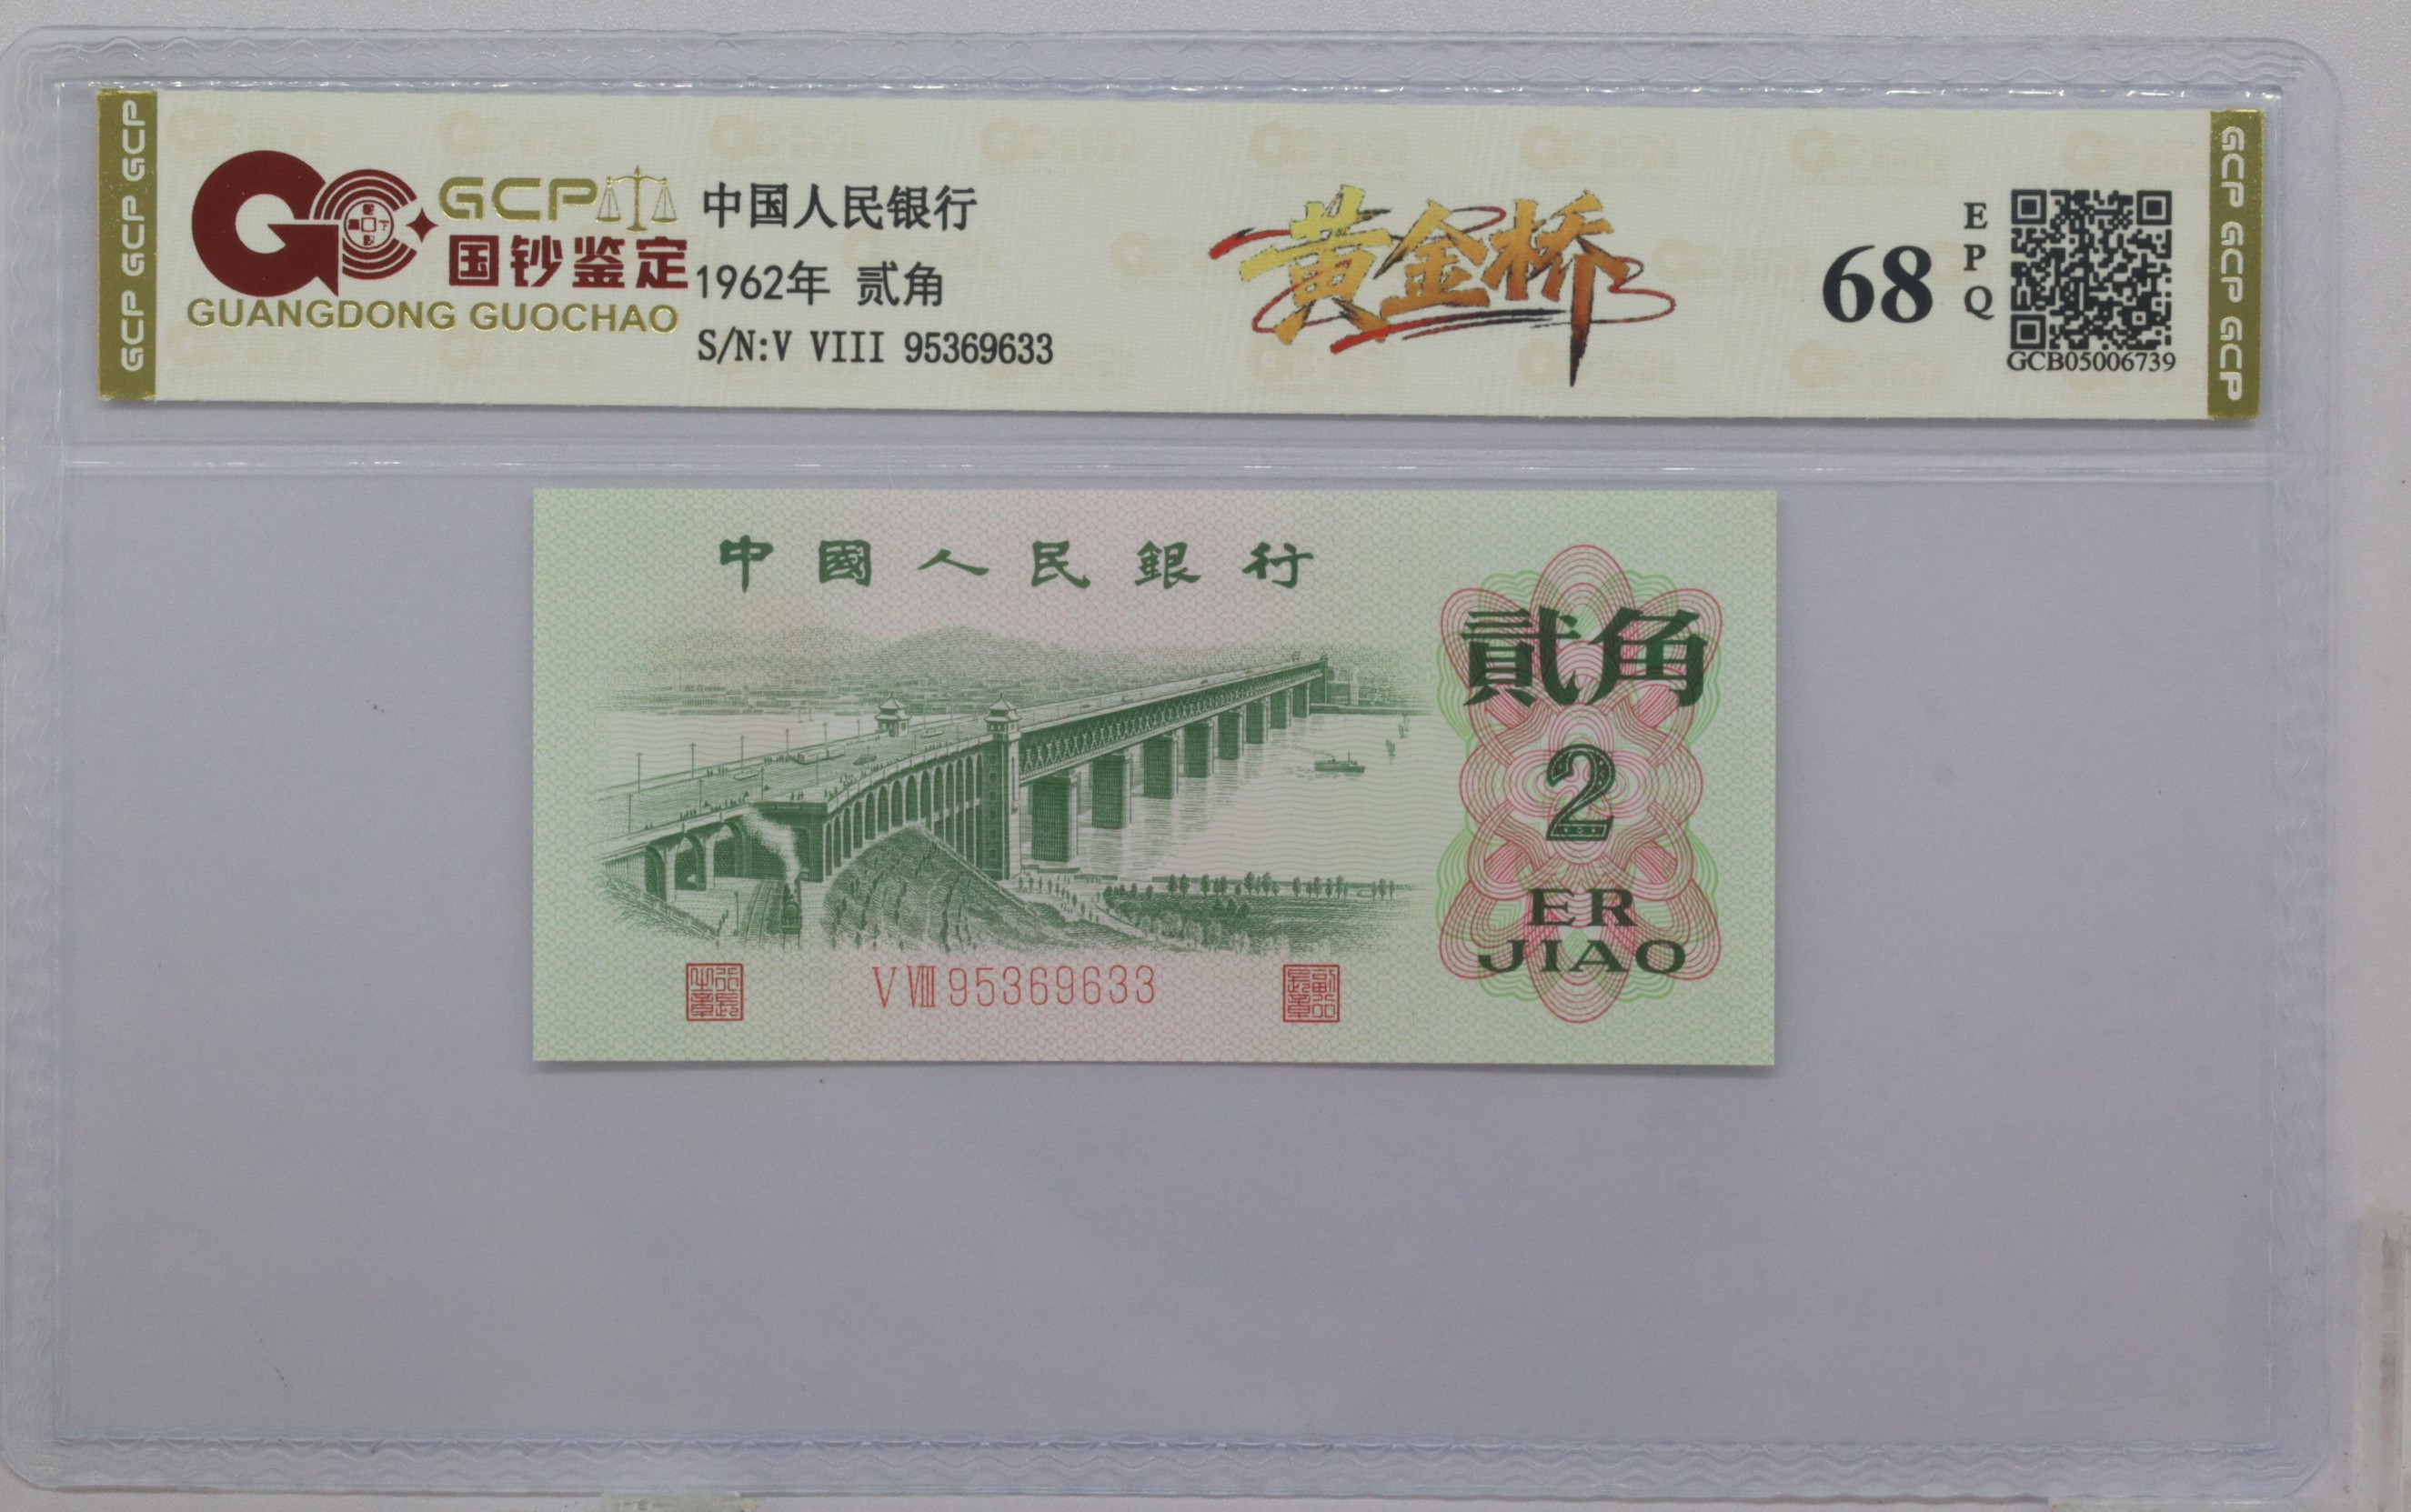 GCP GCP GCP
GCP
国钞鉴定
GUANGDONG GUOCHAO
中国人民银行
1962年 贰角
S/N:V VIII 95369633
黄金桥
68
EPQ
GCB05006739
GCP GCP GCP
中國人民銀行
貳角
2
ER
JIAO
V VIII 95369633